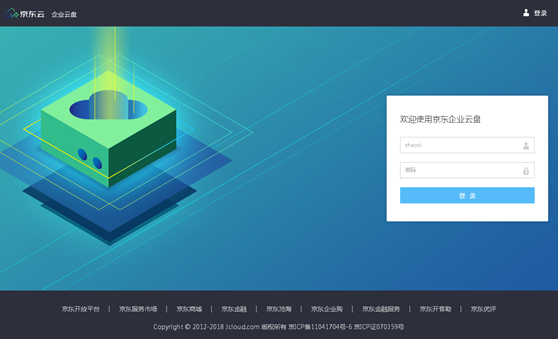 京东云 企业云盘 登录
欢迎使用京东企业云盘
zhaoxi
密码
登 录
京东开放平台 | 京东服务市场 | 京东商城 | 京东金融 | 京东沧海 | 京东企业购 | 京东金融服务 | 京东开普勒 | 京东优评
Copyright © 2012-2018 Jcloud.com 版权所有 京ICP备11041704号-6 京ICP证070359号